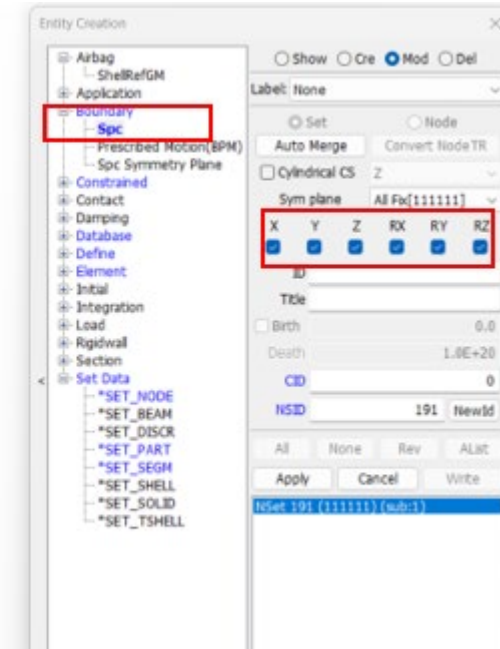 Entity Creation
Airbag
ShellRefGM
Application
Boundary
Spc
Prescribed Motion(BPM)
Spc Symmetry Plane
Constrained
Contact
Damping
Database
Define
Element
Initial
Integration
Load
Rigidwall
Section
Set Data
*SET_NODE
*SET_BEAM
*SET_DISCR
*SET_PART
*SET_SEGM
*SET_SHELL
*SET_SOLID
*SET_TSHELL
<
Show Cre Mod Del
Label: None
Set Node
Auto Merge Convert NodeTR
Cylindrical CS Z
Sym plane All Fix[111111]
X Y Z RX RY RZ
ID
Title
Birth 0.0
Death 1.0E+20
CID 0
NSID 191 NewId
All None Rev AList
Apply Cancel Write
NSet 191 (111111) (sub:1)